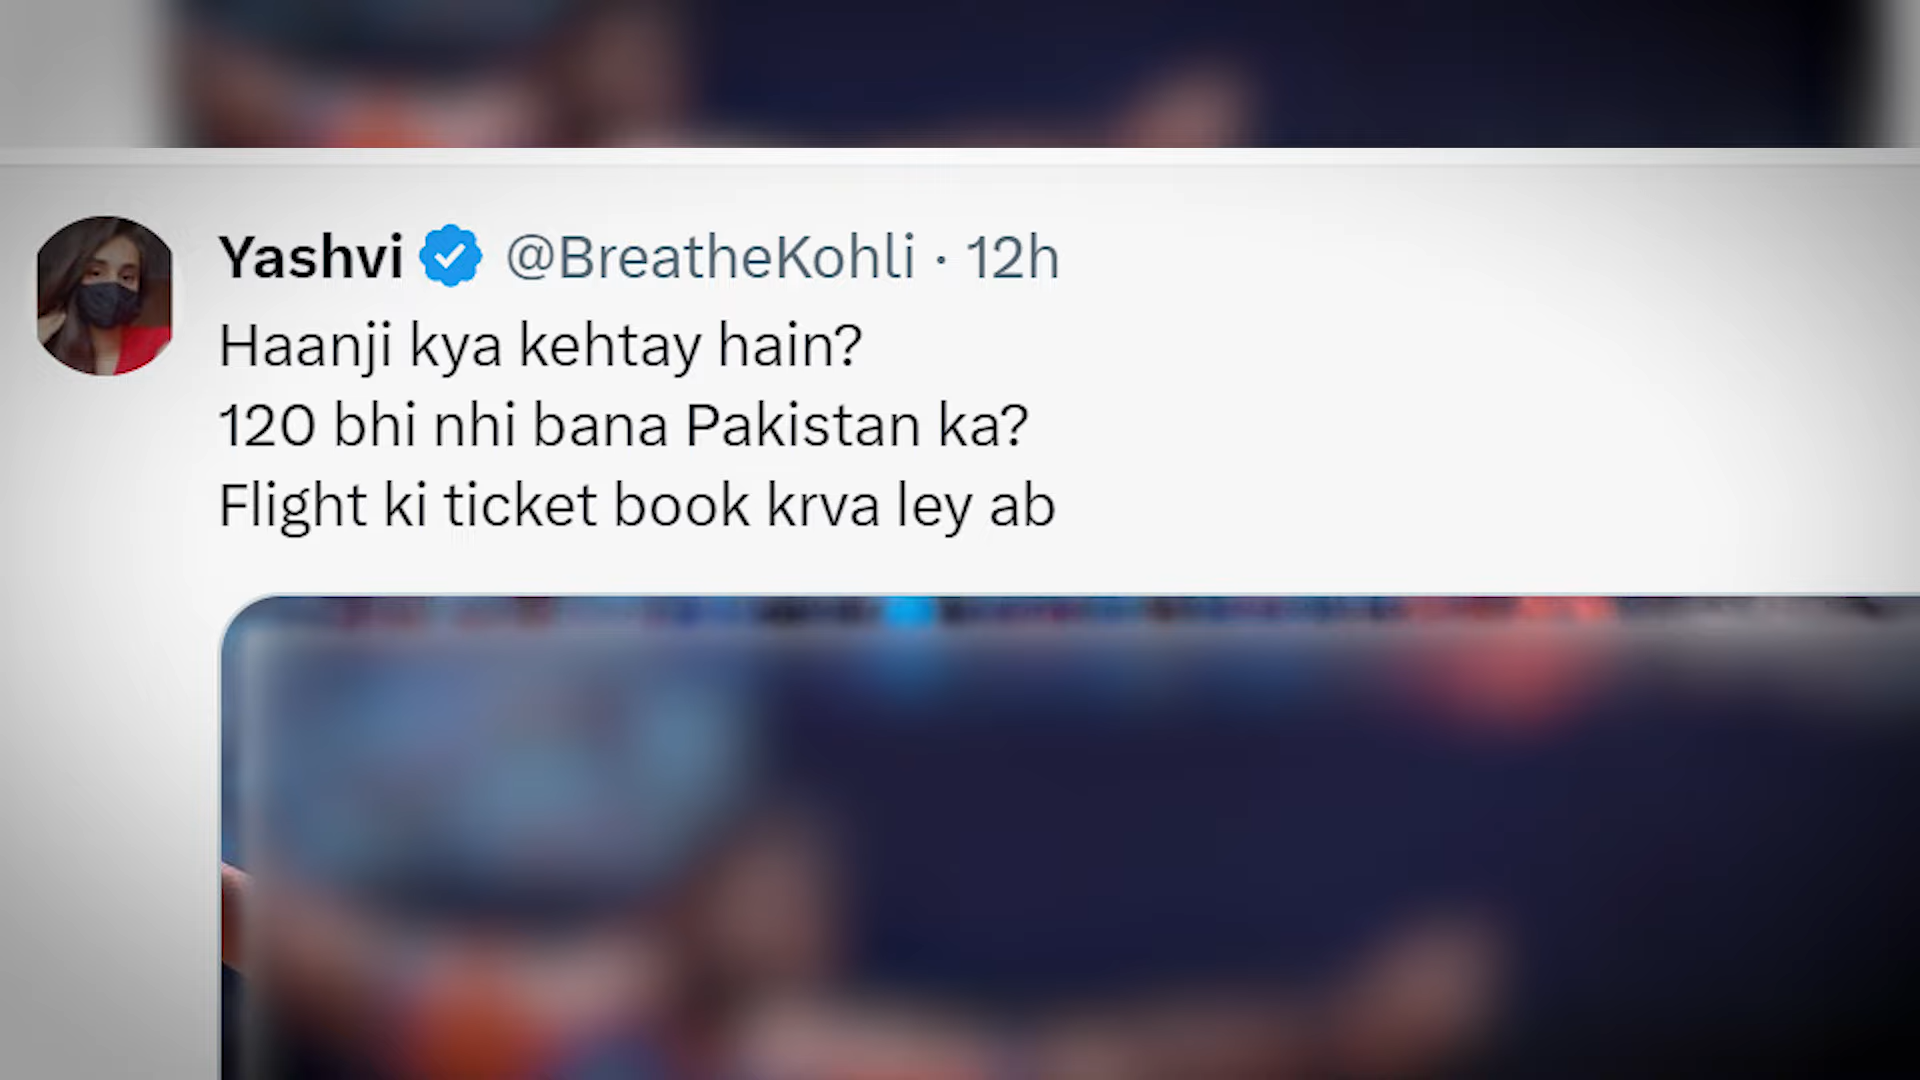 Yashvi @BreatheKohli · 12h
Haanji kya kehtay hain?
120 bhi nhi bana Pakistan ka?
Flight ki ticket book krva ley ab